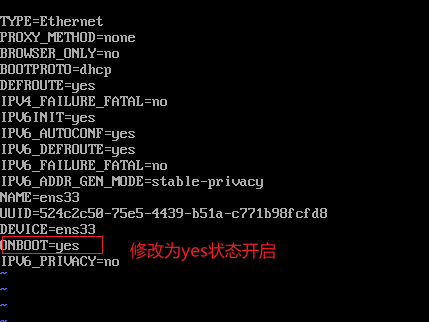 TYPE=Ethernet
PROXY_METHOD=none
BROWSER_ONLY=no
BOOTPROTO=dhcp
DEFROUTE=yes
IPV4_FAILURE_FATAL=no
IPV6INIT=yes
IPV6_AUTOCONF=yes
IPV6_DEFROUTE=yes
IPV6_FAILURE_FATAL=no
IPV6_ADDR_GEN_MODE=stable-privacy
NAME=ens33
UUID=524c2c50-75e5-4439-b51a-c771b98fcfd8
DEVICE=ens33
ONBOOT=yes 修改为yes状态开启
IPV6_PRIVACY=no
~
~
~
~